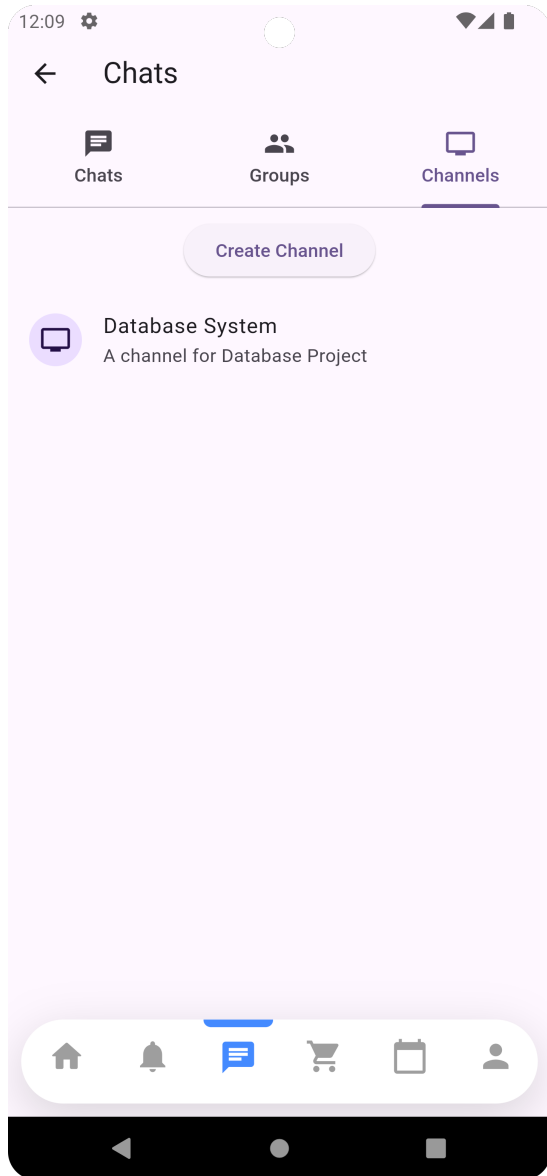 12:09
Chats
Chats
Groups
Channels
Create Channel
Database System
A channel for Database Project